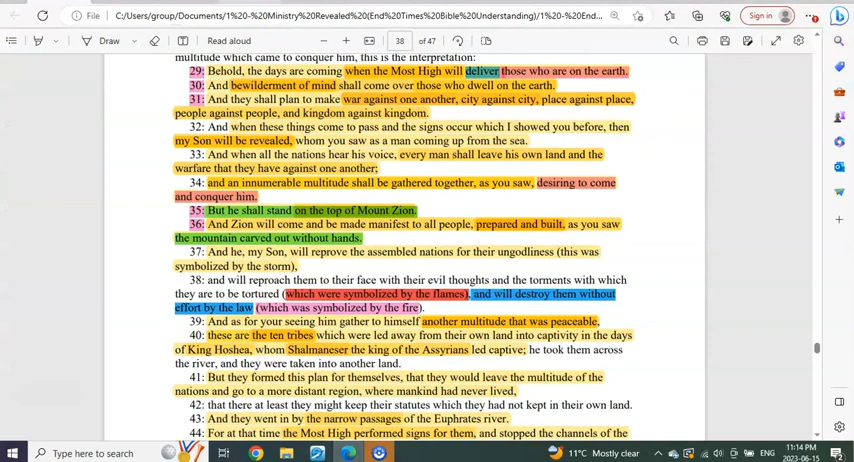 C:/Users/group/Documents/1%20-%20Ministry%20Revealed%20(End%20Times%20Bible%20Understanding)/1%20-%20Ende...
Sign in
Draw
Read aloud
38 of 47
multitude which came to conquer him, this is the interpretation:
29: Behold, the days are coming when the Most High will deliver those who are on the earth.
30: And bewilderment of mind shall come over those who dwell on the earth.
31: And they shall plan to make war against one another, city against city, place against place,
people against people, and kingdom against kingdom.
32: And when these things come to pass and the signs occur which I showed you before, then
my Son will be revealed, whom you saw as a man coming up from the sea.
33: And when all the nations hear his voice, every man shall leave his own land and the
warfare that they have against one another;
34: and an innumerable multitude shall be gathered together, as you saw, desiring to come
and conquer him.
35: But he shall stand on the top of Mount Zion.
36: And Zion will come and be made manifest to all people, prepared and built, as you saw
the mountain carved out without hands.
37: And he, my Son, will reprove the assembled nations for their ungodliness (this was
symbolized by the storm),
38: and will reproach them to their face with their evil thoughts and the torments with which
they are to be tortured (which were symbolized by the flames), and will destroy them without
effort by the law (which was symbolized by the fire).
39: And as for your seeing him gather to himself another multitude that was peaceable,
40: these are the ten tribes which were led away from their own land into captivity in the days
of King Hoshea, whom Shalmaneser the king of the Assyrians led captive; he took them across
the river, and they were taken into another land.
41: But they formed this plan for themselves, that they would leave the multitude of the
nations and go to a more distant region, where mankind had never lived,
42: that there at least they might keep their statutes which they had not kept in their own land.
43: And they went in by the narrow passages of the Euphrates river.
44: For at that time the Most High performed signs for them, and stopped the channels of the
Type here to search
11°C Mostly clear
ENG
11:14 PM
2023-06-15